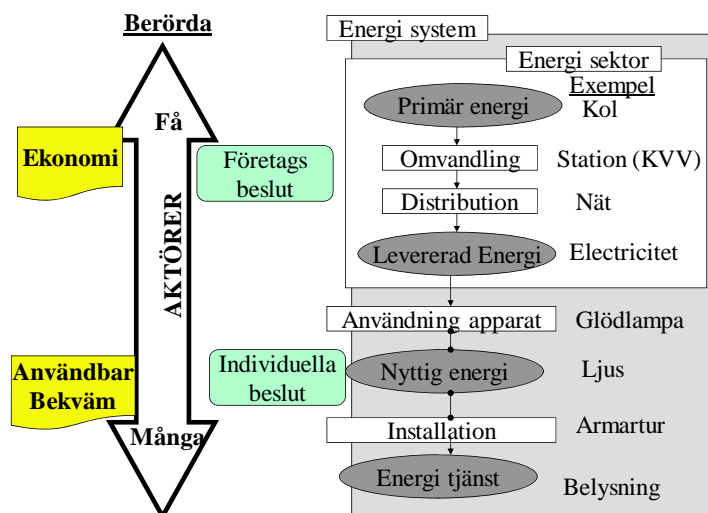 Berörda
Få
AKTÖRER
Många
Ekonomi
Användbar
Bekväm
Företags
beslut
Individuella
beslut
Energi system
Energi sektor
Exempel
Primär energi
Kol
Omvandling
Station (KVV)
Distribution
Nät
Levererad Energi
Electricitet
Användning apparat
Glödlampa
Nyttig energi
Ljus
Installation
Armartur
Energi tjänst
Belysning